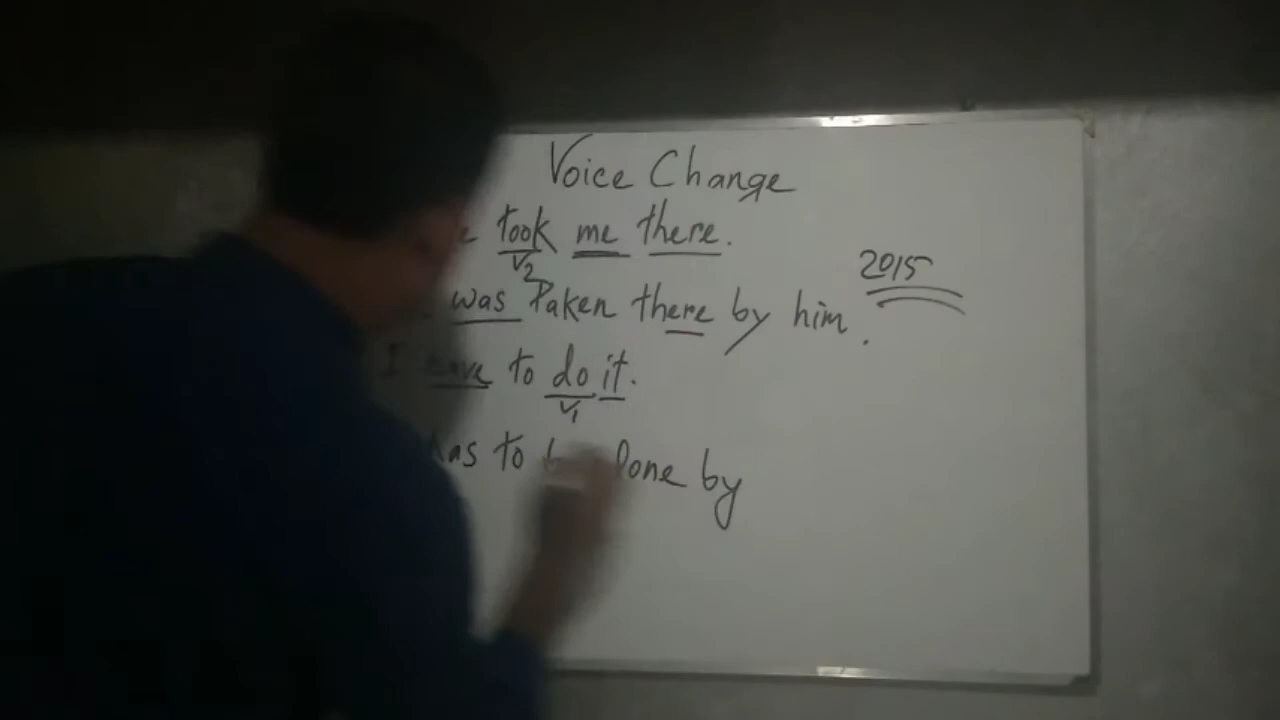 Voice Change
took me there.
V2
2015
was Taken there by him.
I have to do it.
V1
has to be done by